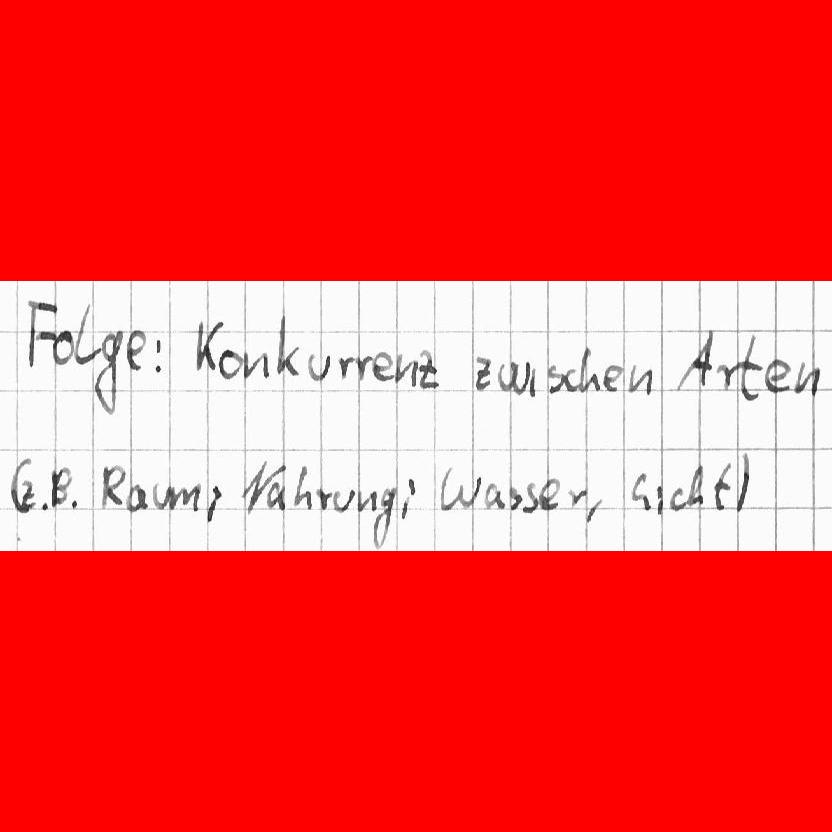 Folge: Konkurrenz zwischen Arten
(z.B. Raum; Nahrung; Wasser, Licht)